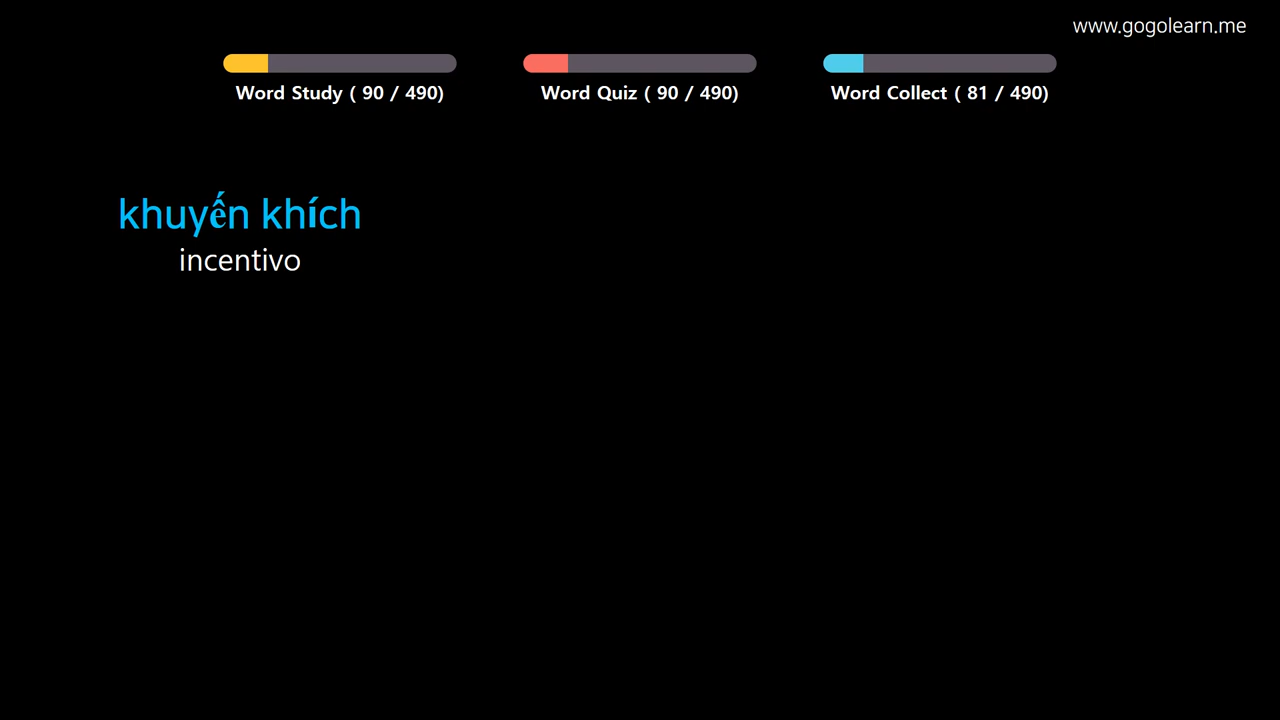 www.gogolearn.me
Word Study ( 90 / 490)
Word Quiz ( 90 / 490)
Word Collect ( 81 / 490)
khuyến khích
incentivo